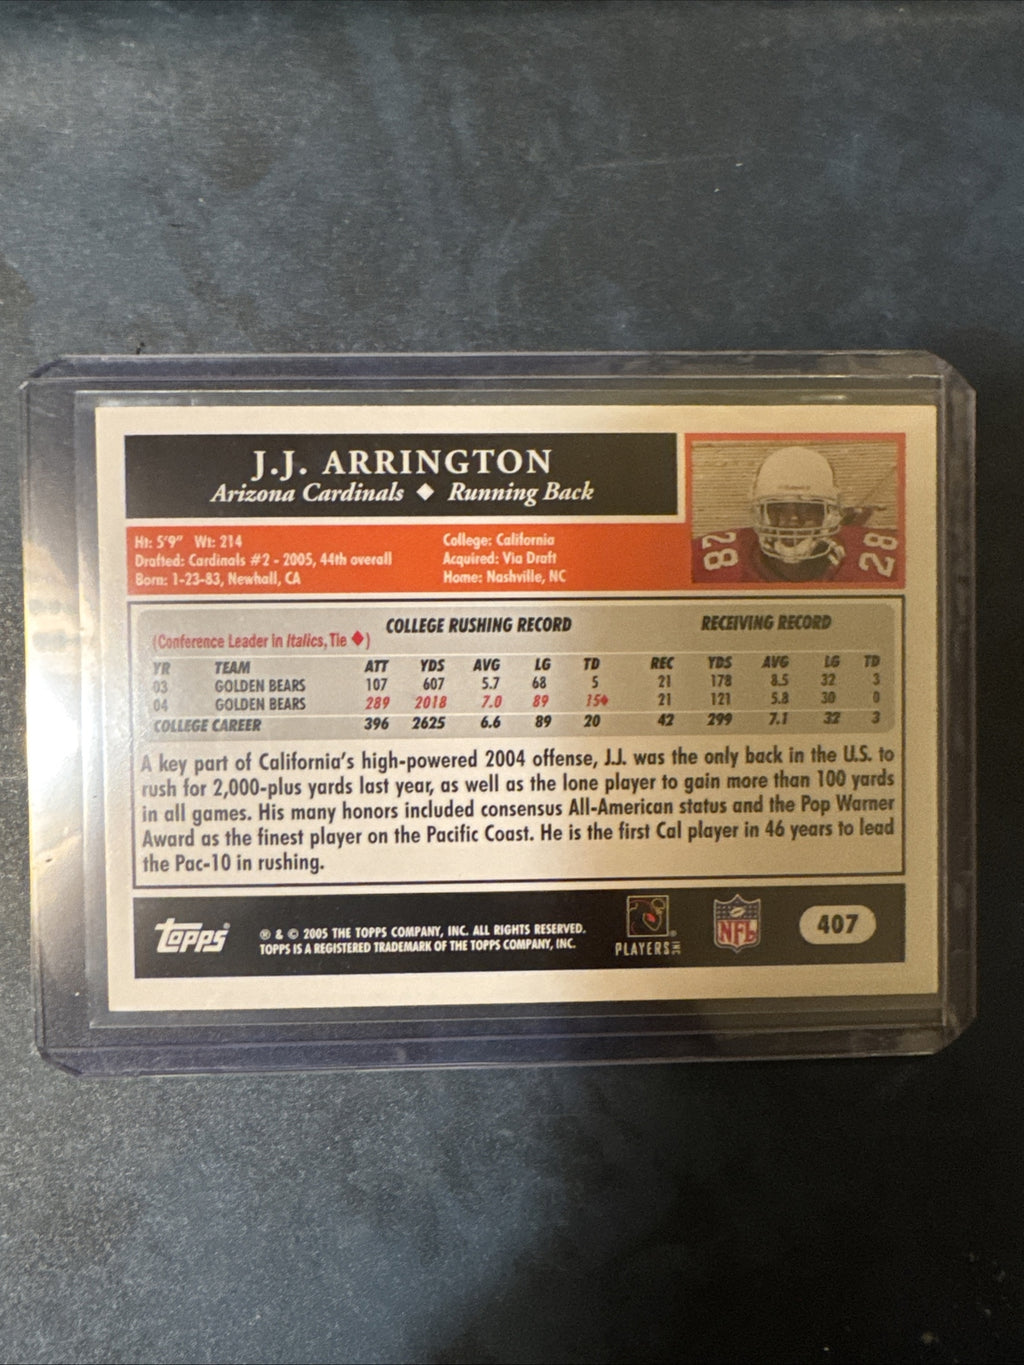 J.J. ARRINGTON
Arizona Cardinals ◆ Running Back
28 28
Ht: 5'9" Wt: 214 College: California
Drafted: Cardinals #2 - 2005, 44th overall Acquired: Via Draft
Born: 1-23-83, Newhall, CA Home: Nashville, NC
COLLEGE RUSHING RECORD RECEIVING RECORD
(Conference Leader in Italics, Tie ◆)
YR TEAM ATT YDS AVG LG TD REC YDS AVG LG TD
03 GOLDEN BEARS 107 607 5.7 68 5 21 178 8.5 32 3
04 GOLDEN BEARS 289 2018 7.0 89 15◆ 21 121 5.8 30 0
COLLEGE CAREER 396 2625 6.6 89 20 42 299 7.1 32 3
A key part of California's high-powered 2004 offense, J.J. was the only back in the U.S. to
rush for 2,000-plus yards last year, as well as the lone player to gain more than 100 yards
in all games. His many honors included consensus All-American status and the Pop Warner
Award as the finest player on the Pacific Coast. He is the first Cal player in 46 years to lead
the Pac-10 in rushing.
Topps
® & © 2005 THE TOPPS COMPANY, INC. ALL RIGHTS RESERVED.
TOPPS IS A REGISTERED TRADEMARK OF THE TOPPS COMPANY, INC.
PLAYERS INC
NFL
407